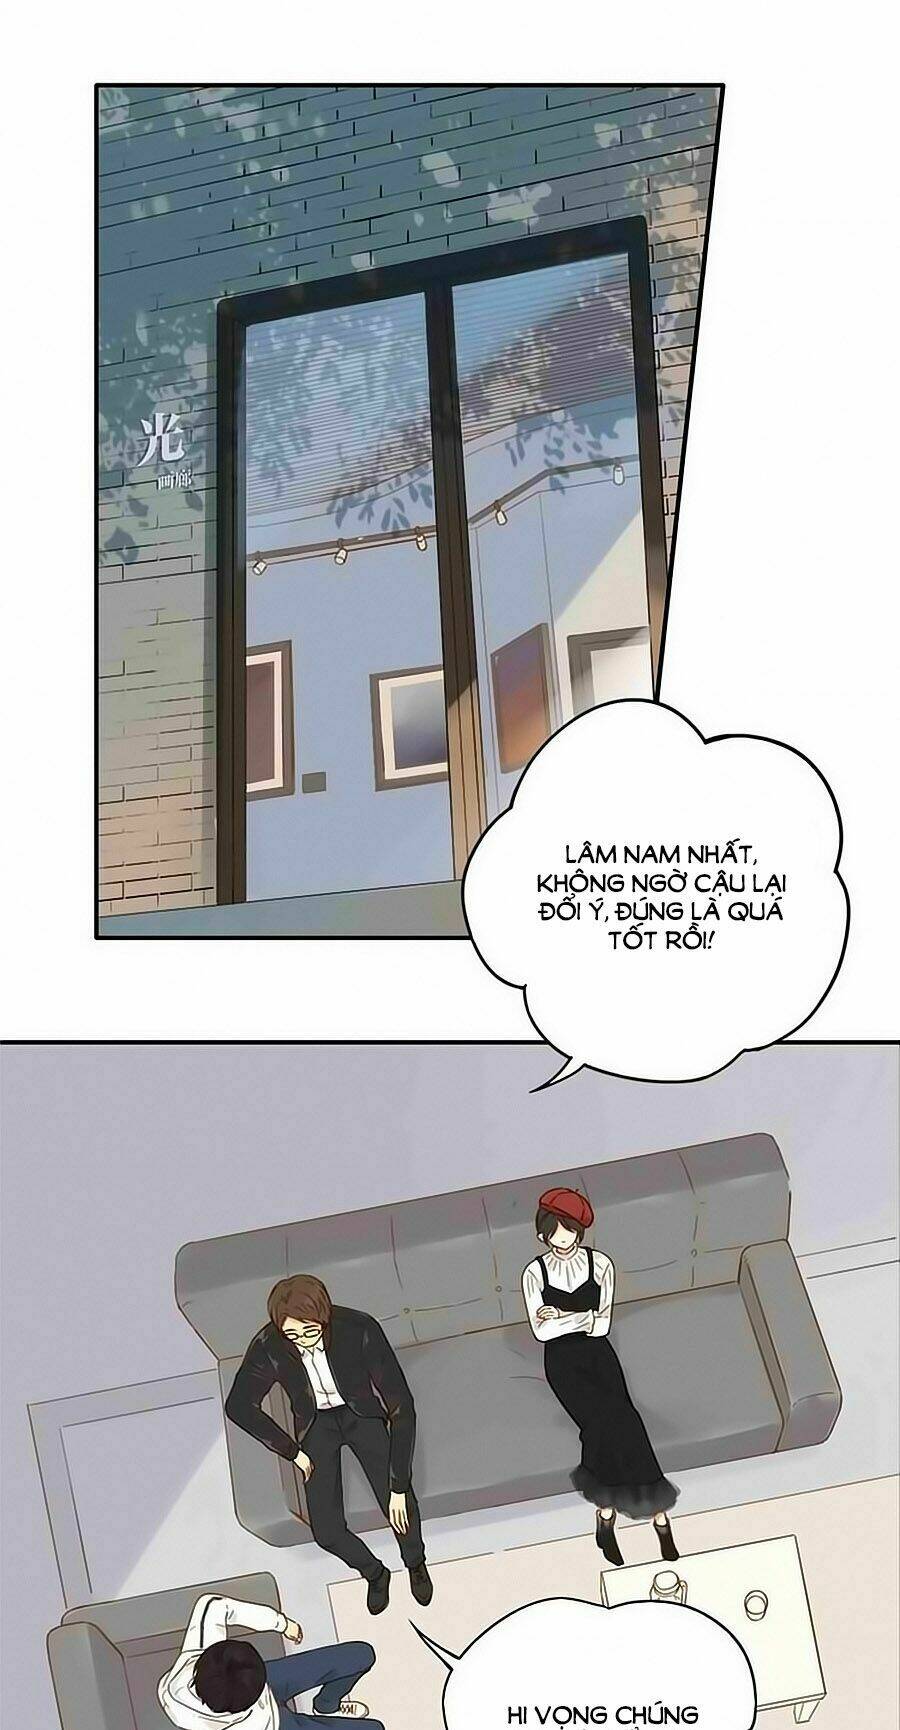 光
画廊
LÂM NAM NHẤT,
KHÔNG NGỜ CẬU LẠI
ĐỔI Ý, ĐÚNG LÀ QUÁ
TỐT RỒI!
HI VỌNG CHÚNG